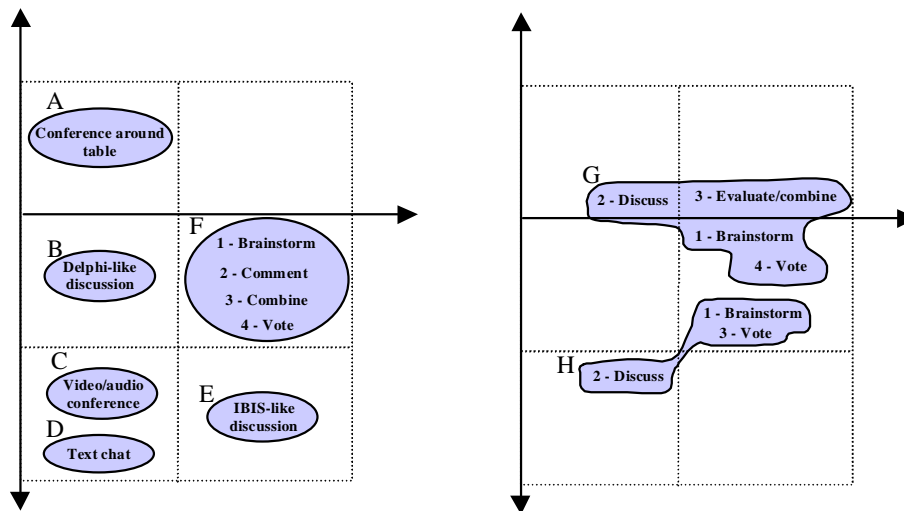 A
Conference around
table
B
Delphi-like
discussion
F
1 - Brainstorm
2 - Comment
3 - Combine
4 - Vote
C
Video/audio
conference
D
Text chat
E
IBIS-like
discussion
G
2 - Discuss
3 - Evaluate/combine
1 - Brainstorm
4 - Vote
1 - Brainstorm
3 - Vote
H
2 - Discuss